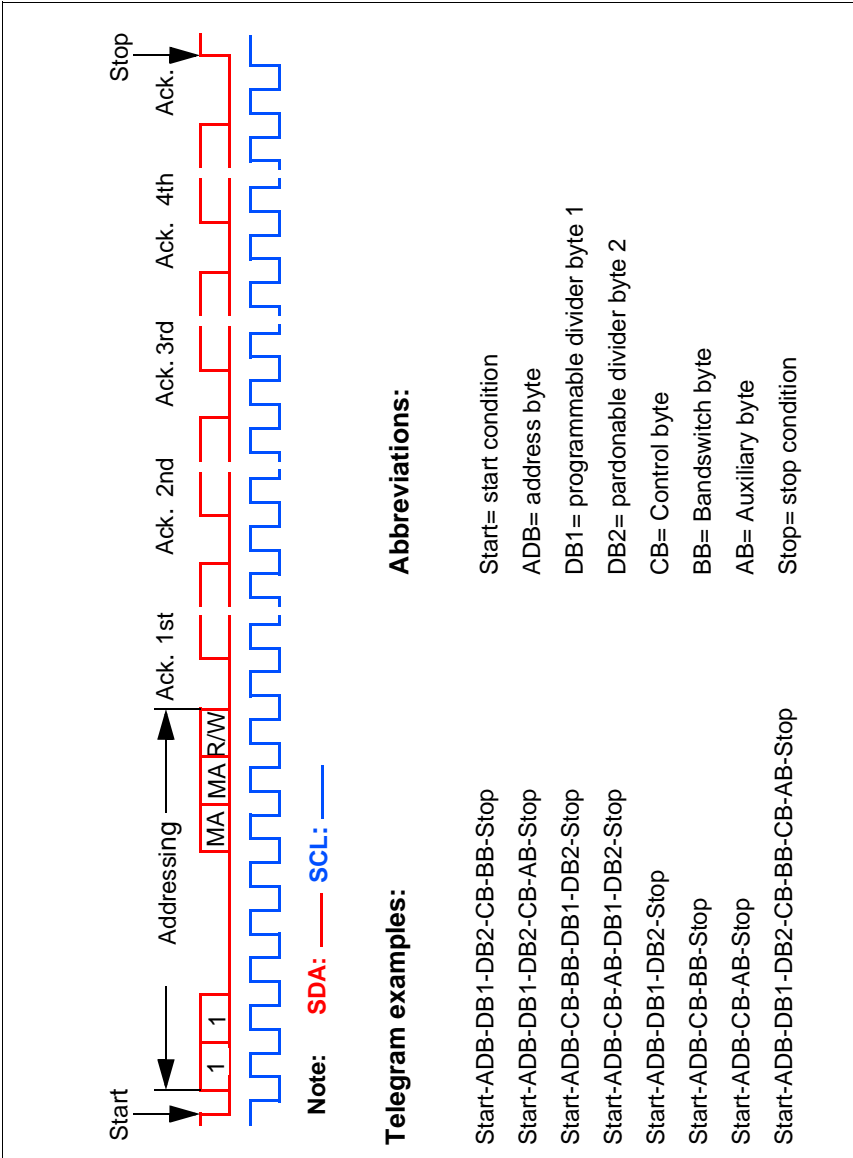 Start
Addressing
Ack. 1st
Ack. 2nd
Ack. 3rd
Ack. 4th
Ack.
Stop
1 1 MA MA R/W
Note: SDA: SCL:
Telegram examples:
Start-ADB-DB1-DB2-CB-BB-Stop
Start-ADB-DB1-DB2-CB-AB-Stop
Start-ADB-CB-BB-DB1-DB2-Stop
Start-ADB-CB-AB-DB1-DB2-Stop
Start-ADB-DB1-DB2-Stop
Start-ADB-CB-BB-Stop
Start-ADB-CB-AB-Stop
Start-ADB-DB1-DB2-CB-BB-CB-AB-Stop
Abbreviations:
Start= start condition
ADB= address byte
DB1= programmable divider byte 1
DB2= pardonable divider byte 2
CB= Control byte
BB= Bandswitch byte
AB= Auxiliary byte
Stop= stop condition